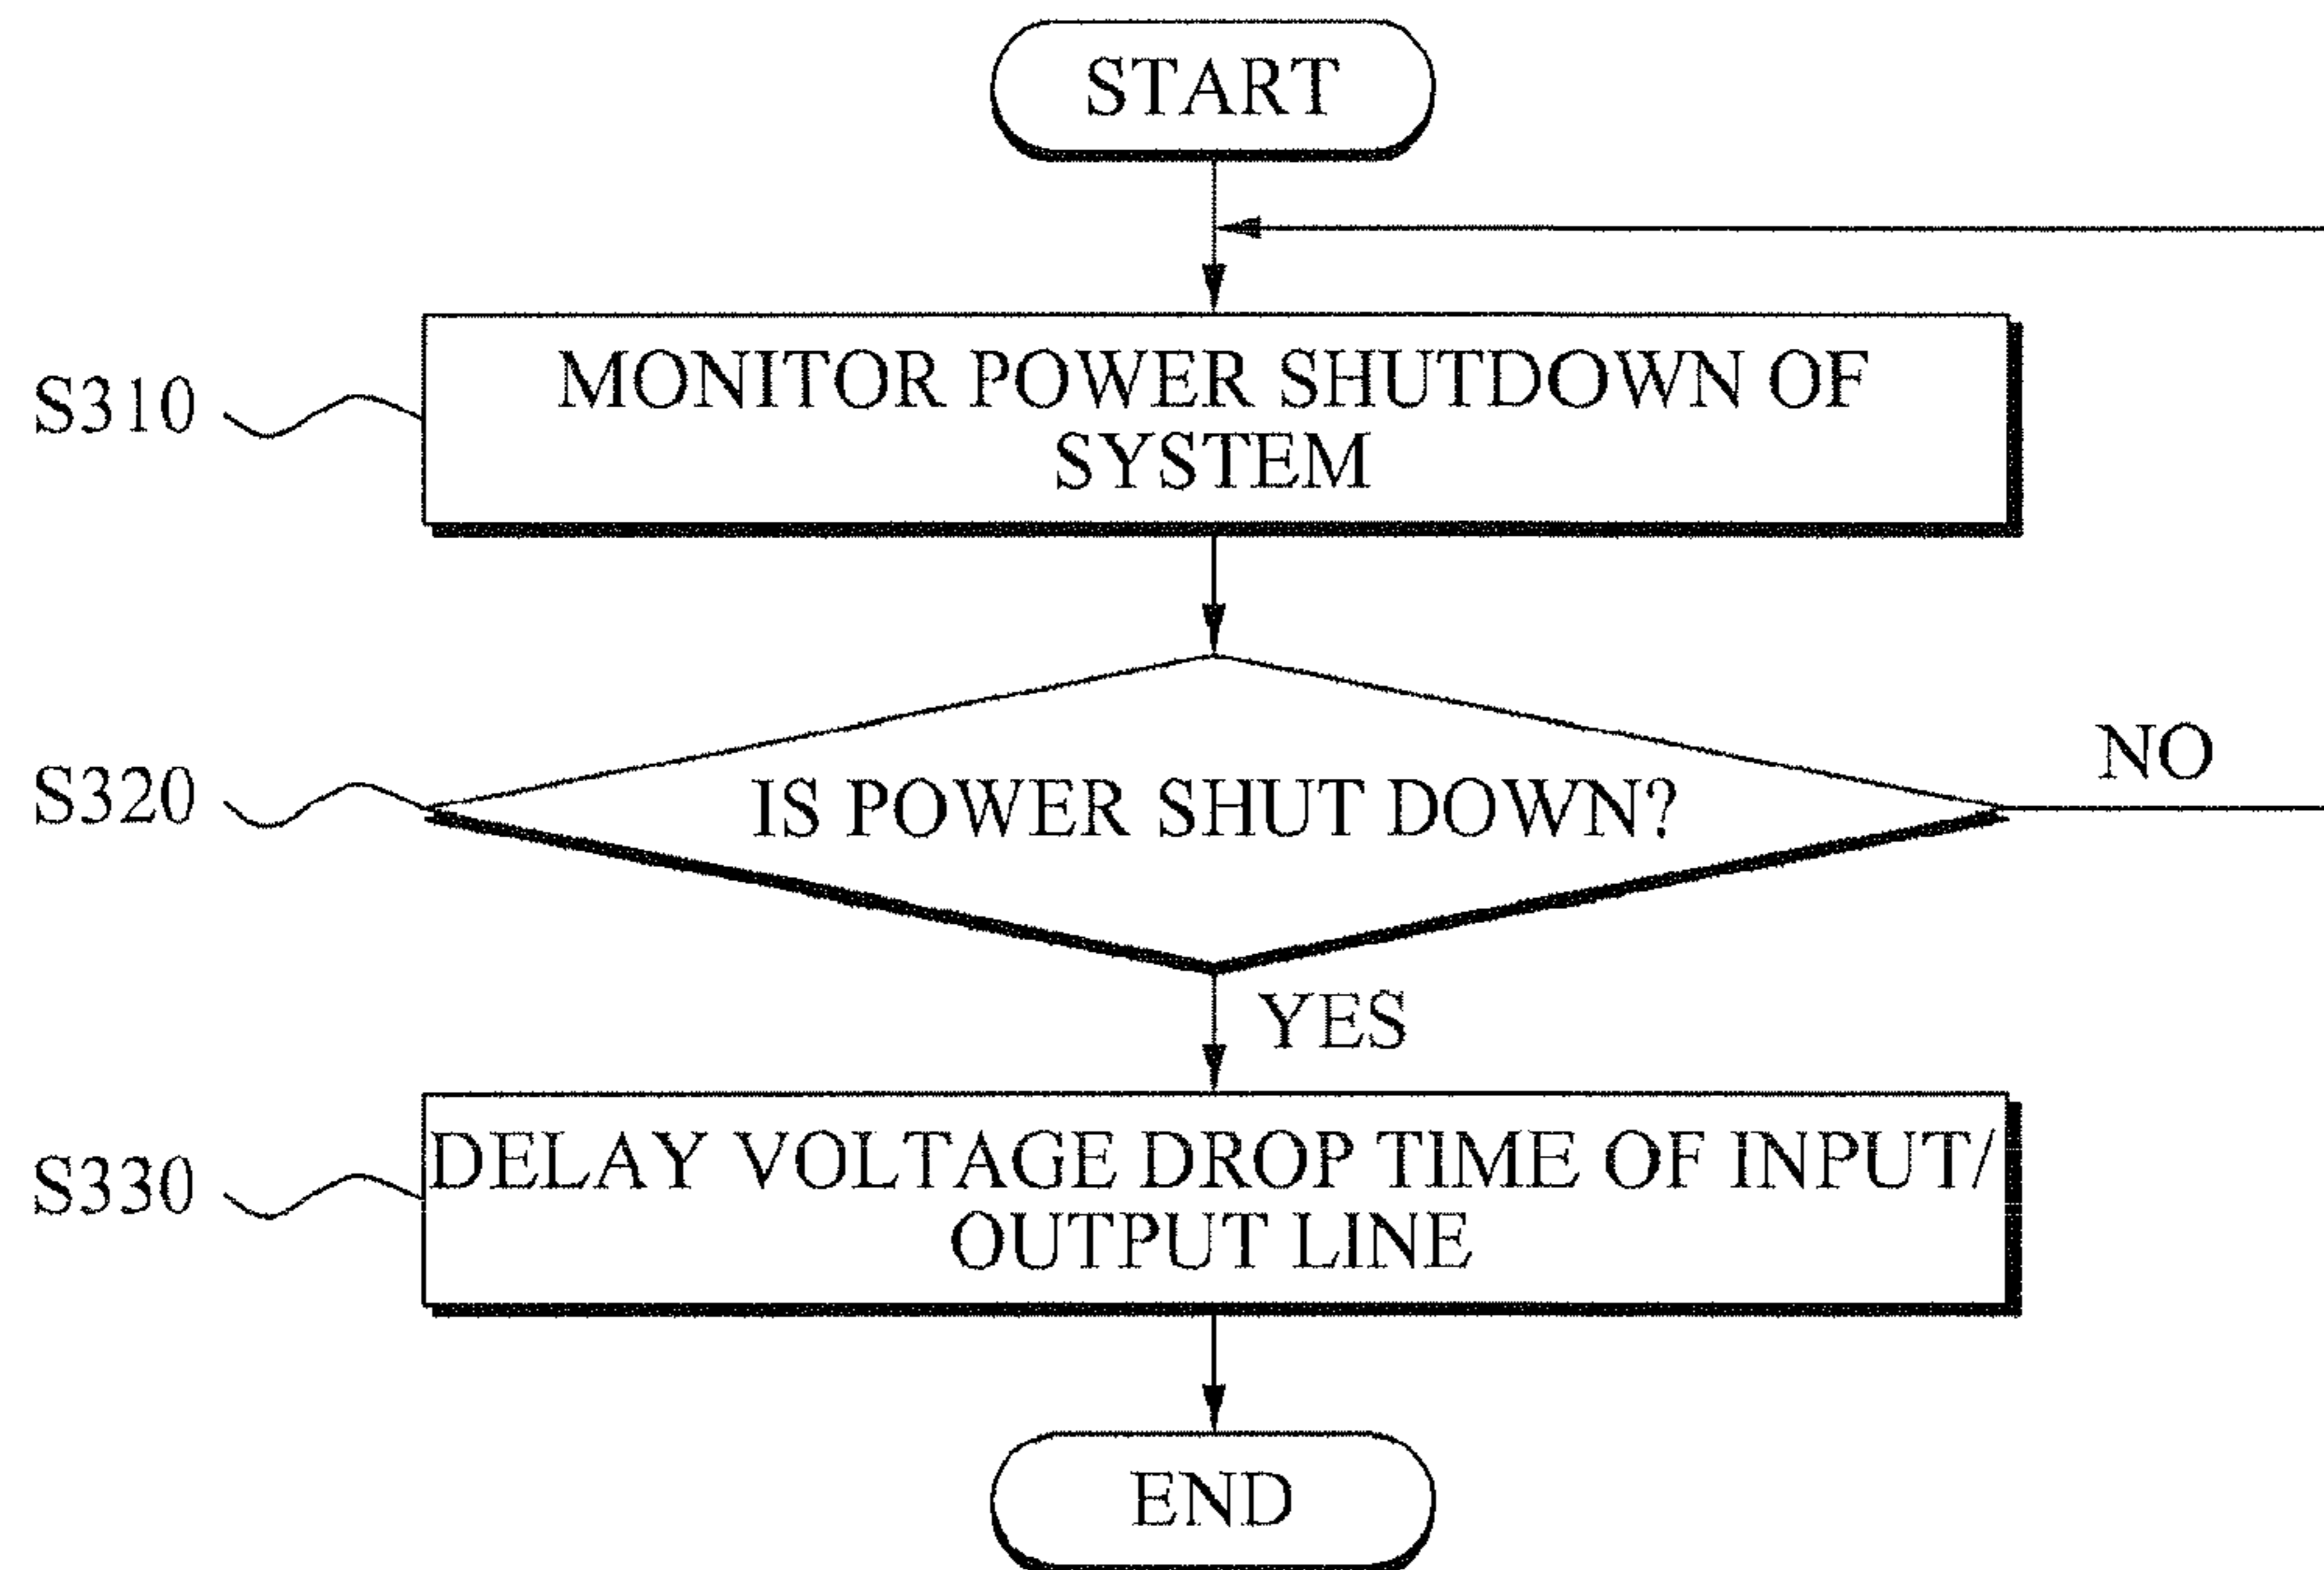 START
S310
MONITOR POWER SHUTDOWN OF
SYSTEM
S320
IS POWER SHUT DOWN?
NO
YES
S330
DELAY VOLTAGE DROP TIME OF INPUT/
OUTPUT LINE
END